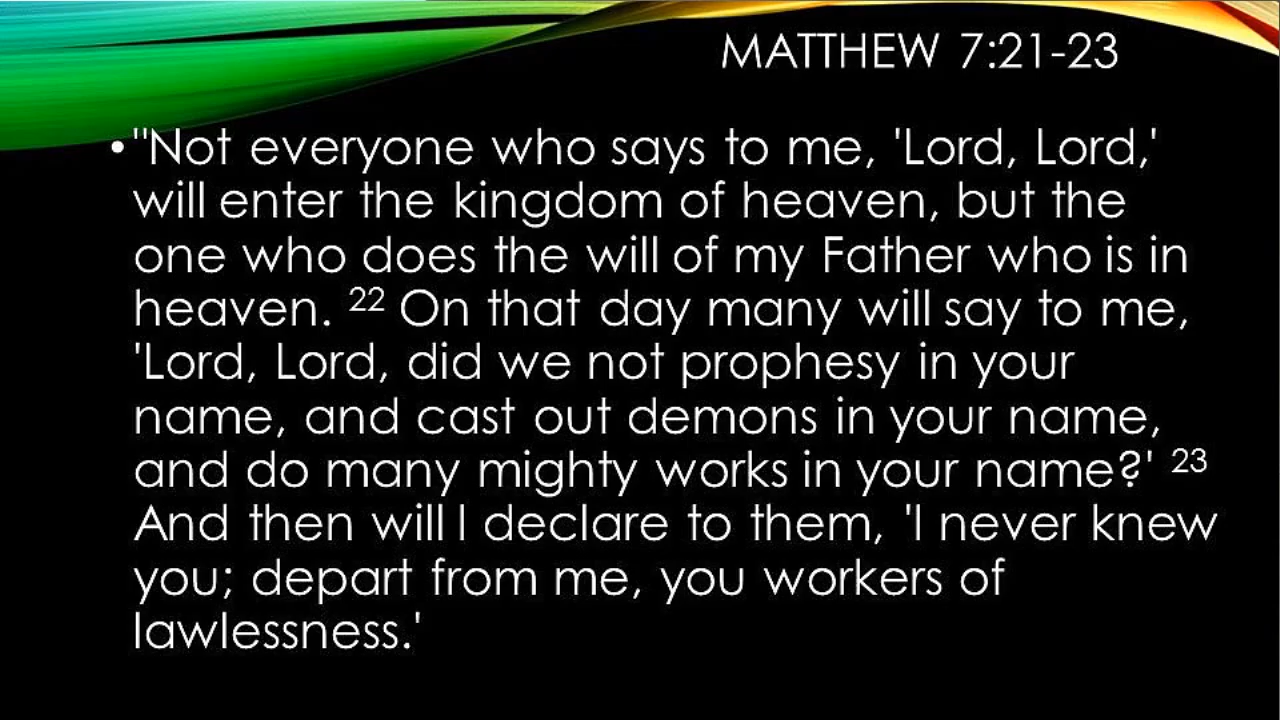 MATTHEW 7:21-23
• "Not everyone who says to me, 'Lord, Lord,'
will enter the kingdom of heaven, but the
one who does the will of my Father who is in
heaven. 22 On that day many will say to me,
'Lord, Lord, did we not prophesy in your
name, and cast out demons in your name,
and do many mighty works in your name?' 23
And then will I declare to them, 'I never knew
you; depart from me, you workers of
lawlessness.'